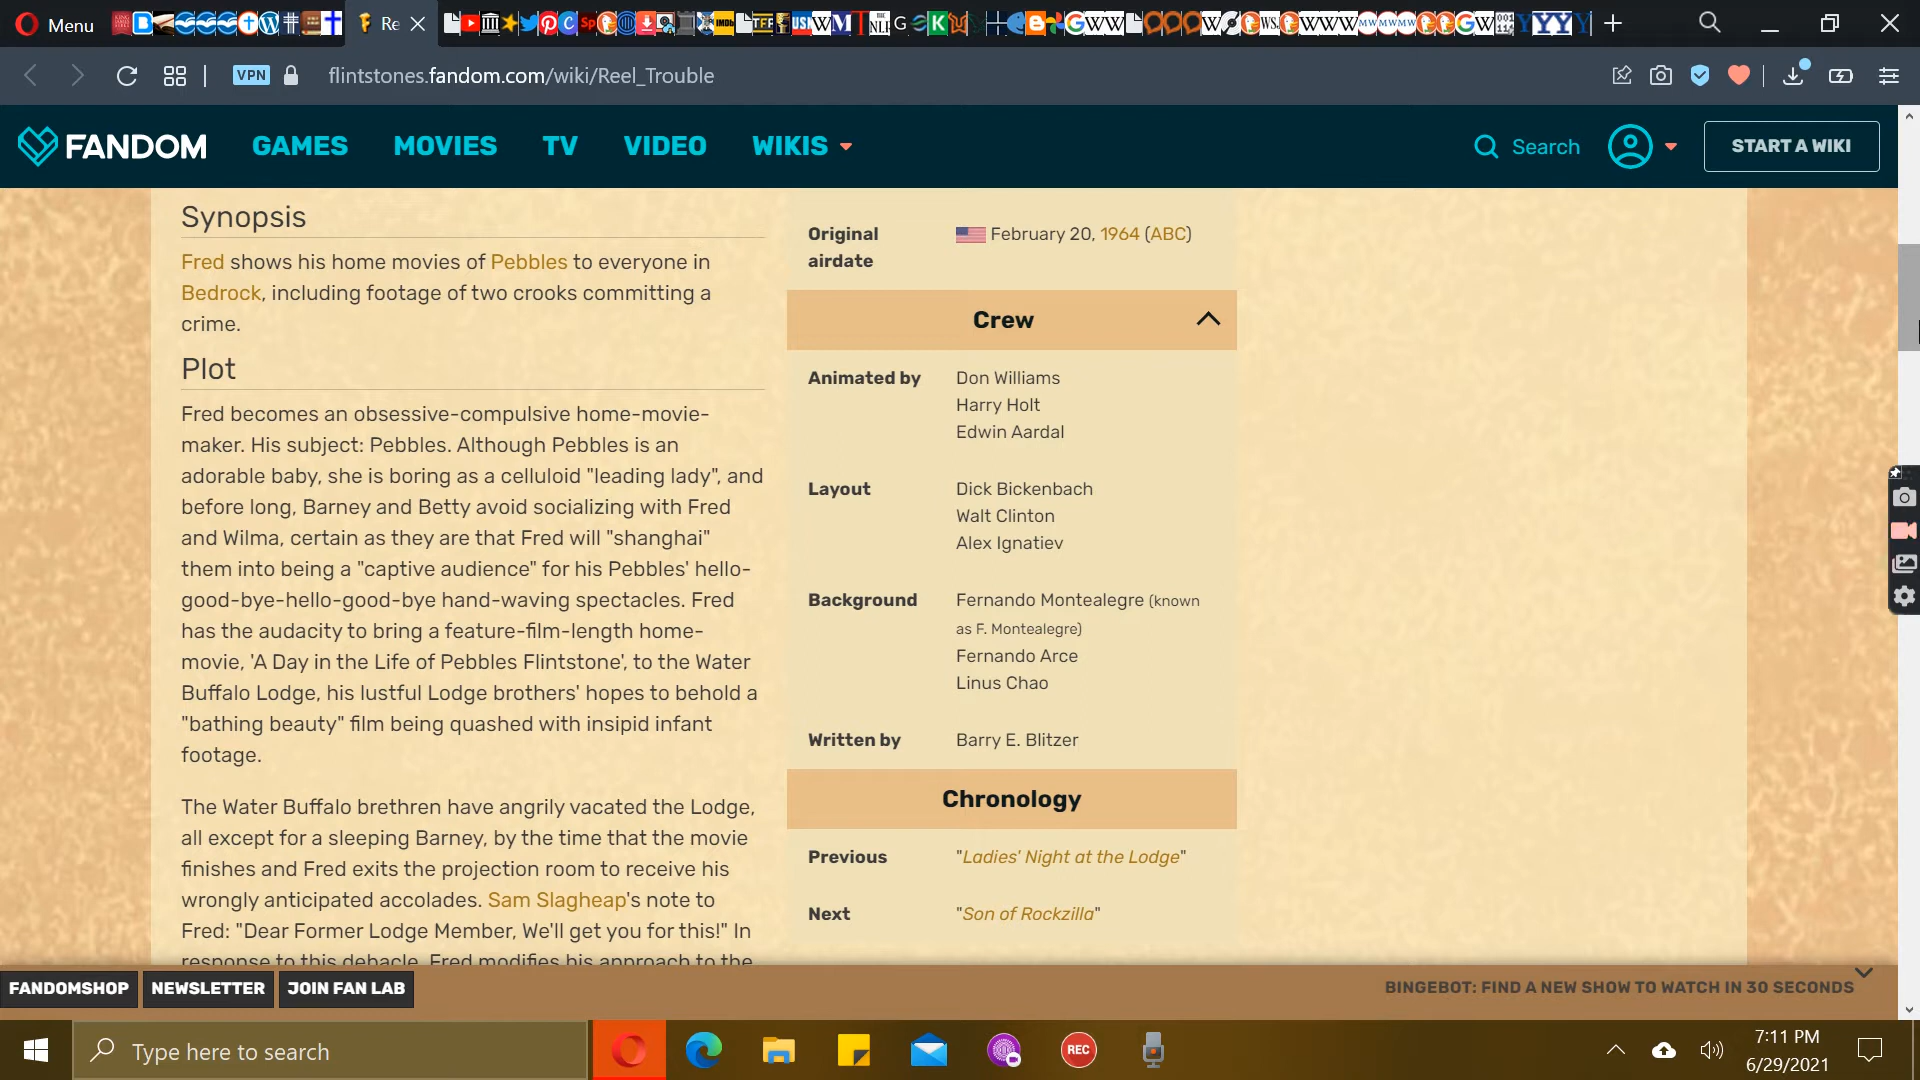 Menu
Re
VPN
flintstones.fandom.com/wiki/Reel_Trouble
FANDOM
GAMES
MOVIES
TV
VIDEO
WIKIS
Search
START A WIKI
Synopsis
Fred shows his home movies of Pebbles to everyone in
Bedrock, including footage of two crooks committing a
crime.
Plot
Fred becomes an obsessive-compulsive home-movie-
maker. His subject: Pebbles. Although Pebbles is an
adorable baby, she is boring as a celluloid "leading lady", and
before long, Barney and Betty avoid socializing with Fred
and Wilma, certain as they are that Fred will "shanghai"
them into being a "captive audience" for his Pebbles' hello-
good-bye-hello-good-bye hand-waving spectacles. Fred
has the audacity to bring a feature-film-length home-
movie, 'A Day in the Life of Pebbles Flintstone', to the Water
Buffalo Lodge, his lustful Lodge brothers' hopes to behold a
"bathing beauty" film being quashed with insipid infant
footage.
The Water Buffalo brethren have angrily vacated the Lodge,
all except for a sleeping Barney, by the time that the movie
finishes and Fred exits the projection room to receive his
wrongly anticipated accolades. Sam Slagheap's note to
Fred: "Dear Former Lodge Member, We'll get you for this!" In
response to this debacle, Fred modifies his approach to the
Original
airdate
February 20, 1964 (ABC)
Crew
Animated by
Don Williams
Harry Holt
Edwin Aardal
Layout
Dick Bickenbach
Walt Clinton
Alex Ignatiev
Background
Fernando Montealegre (known
as F. Montealegre)
Fernando Arce
Linus Chao
Written by
Barry E. Blitzer
Chronology
Previous
"Ladies' Night at the Lodge"
Next
"Son of Rockzilla"
FANDOMSHOP
NEWSLETTER
JOIN FAN LAB
BINGEBOT: FIND A NEW SHOW TO WATCH IN 30 SECONDS
Type here to search
REC
7:11 PM
6/29/2021